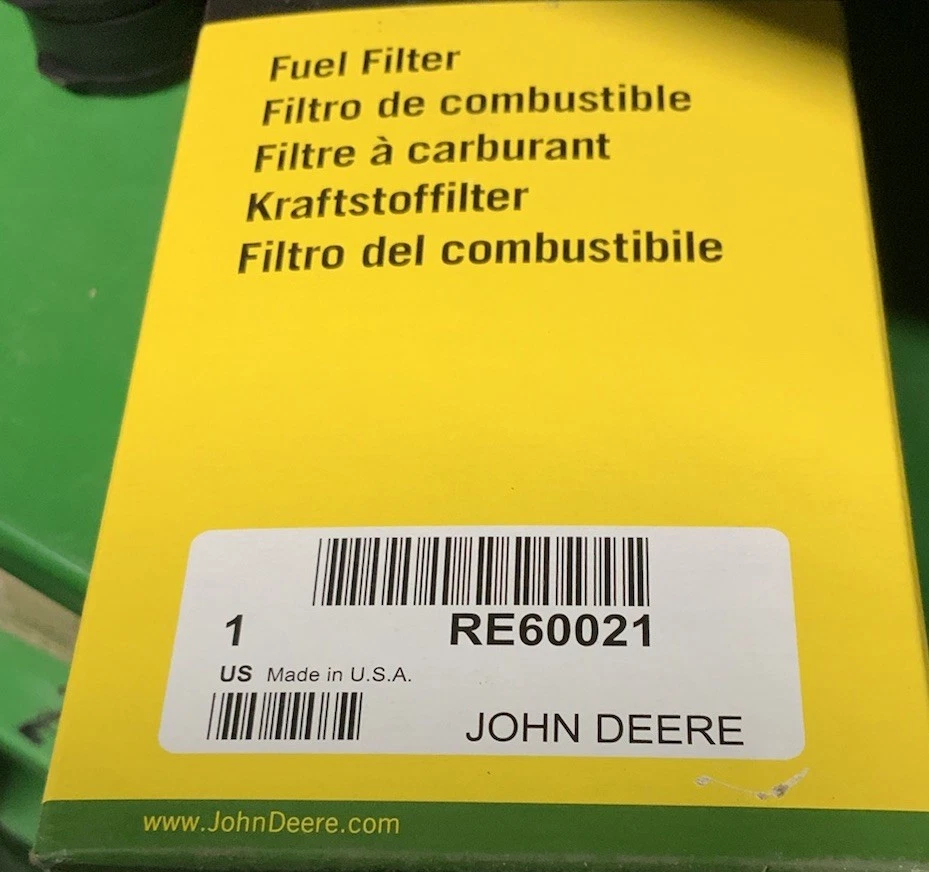 Fuel Filter
Filtro de combustible
Filtre à carburant
Kraftstoffilter
Filtro del combustibile
1 RE60021
US Made in U.S.A.
JOHN DEERE
www.JohnDeere.com